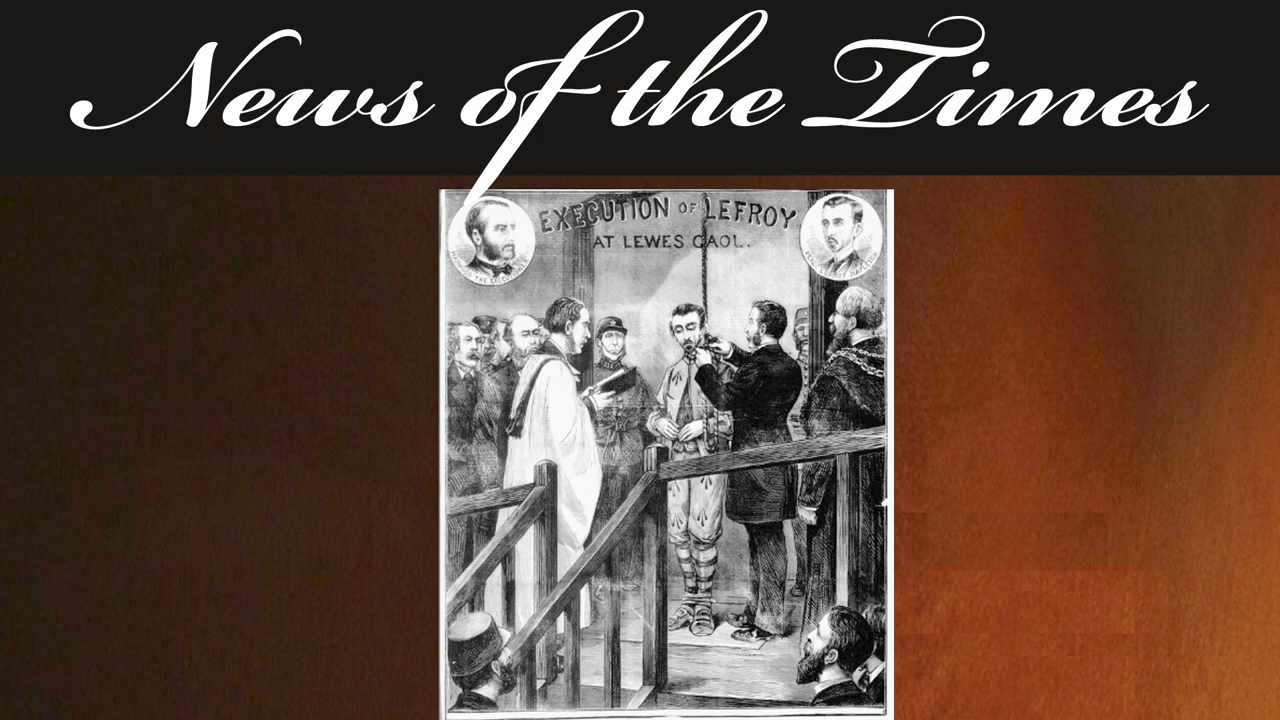 News of the Times
EXECUTION OF LEFROY
AT LEWES GAOL.